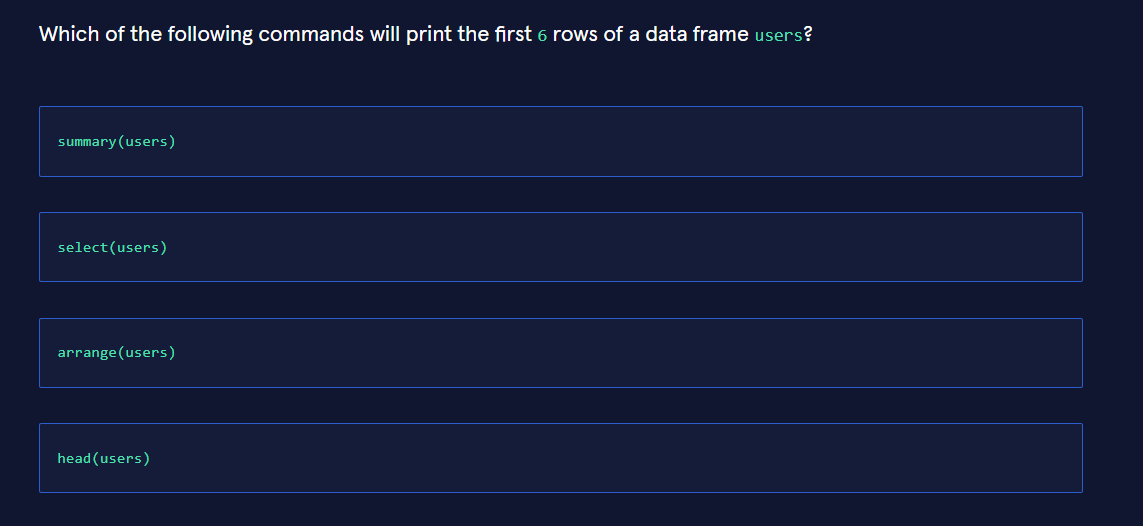 Which of the following commands will print the first 6 rows of a data frame users?
summary(users)
select(users)
arrange(users)
head(users)